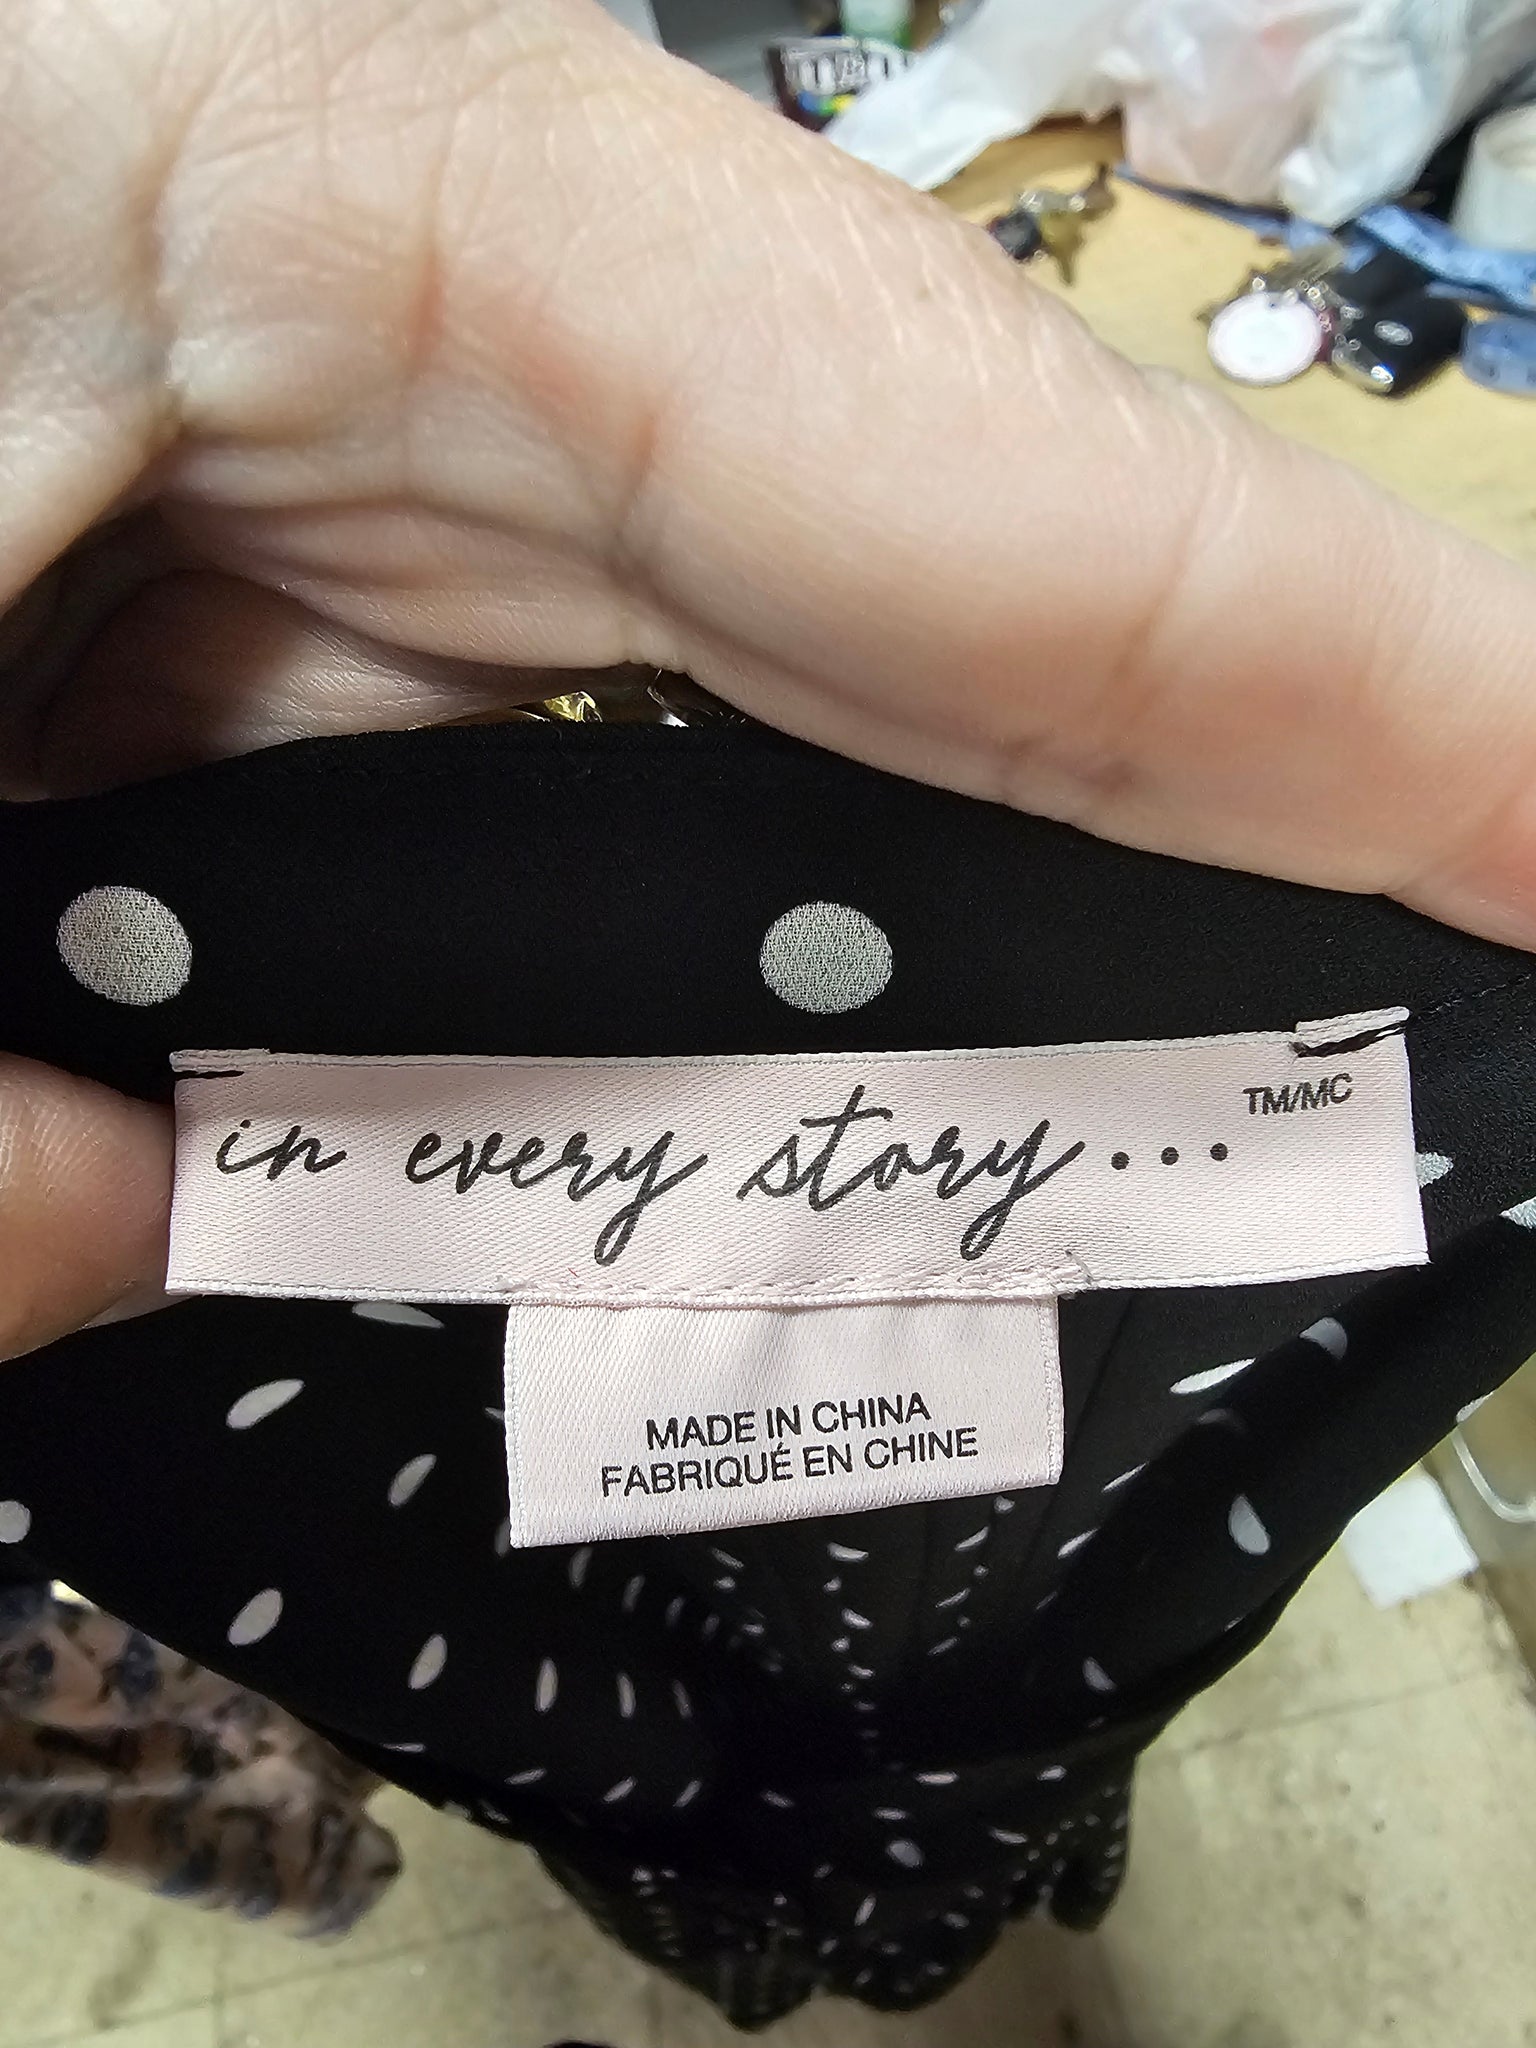 in every story...
TM/MC
MADE IN CHINA
FABRIQUÉ EN CHINE